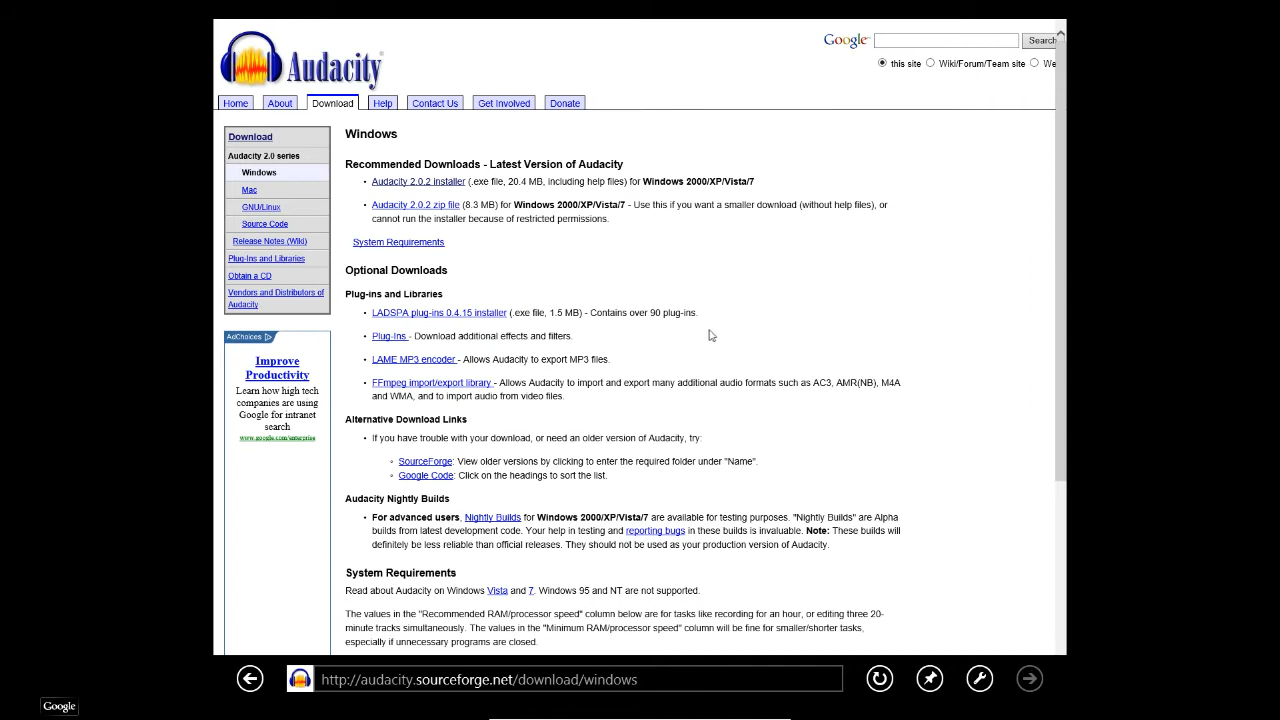 Audacity
Google
Search
this site Wiki/Forum/Team site We
Home About Download Help Contact Us Get Involved Donate
Download
Audacity 2.0 series
Windows
Mac
GNU/Linux
Source Code
Release Notes (Wiki)
Plug-Ins and Libraries
Obtain a CD
Vendors and Distributors of
Audacity
AdChoices
Improve
Productivity
Learn how high tech
companies are using
Google for intranet
search
www.google.com/enterprise
Windows
Recommended Downloads - Latest Version of Audacity
• Audacity 2.0.2 installer (.exe file, 20.4 MB, including help files) for Windows 2000/XP/Vista/7
• Audacity 2.0.2 zip file (8.3 MB) for Windows 2000/XP/Vista/7 - Use this if you want a smaller download (without help files), or
cannot run the installer because of restricted permissions.
System Requirements
Optional Downloads
Plug-ins and Libraries
• LADSPA plug-ins 0.4.15 installer (.exe file, 1.5 MB) - Contains over 90 plug-ins.
• Plug-Ins - Download additional effects and filters.
• LAME MP3 encoder - Allows Audacity to export MP3 files.
• FFmpeg import/export library - Allows Audacity to import and export many additional audio formats such as AC3, AMR(NB), M4A
and WMA, and to import audio from video files.
Alternative Download Links
• If you have trouble with your download, or need an older version of Audacity, try:
◦ SourceForge: View older versions by clicking to enter the required folder under "Name".
◦ Google Code: Click on the headings to sort the list.
Audacity Nightly Builds
• For advanced users, Nightly Builds for Windows 2000/XP/Vista/7 are available for testing purposes. "Nightly Builds" are Alpha
builds from latest development code. Your help in testing and reporting bugs in these builds is invaluable. Note: These builds will
definitely be less reliable than official releases. They should not be used as your production version of Audacity.
System Requirements
Read about Audacity on Windows Vista and 7. Windows 95 and NT are not supported.
The values in the "Recommended RAM/processor speed" column below are for tasks like recording for an hour, or editing three 20-
minute tracks simultaneously. The values in the "Minimum RAM/processor speed" column will be fine for smaller/shorter tasks,
especially if unnecessary programs are closed.
http://audacity.sourceforge.net/download/windows
Google